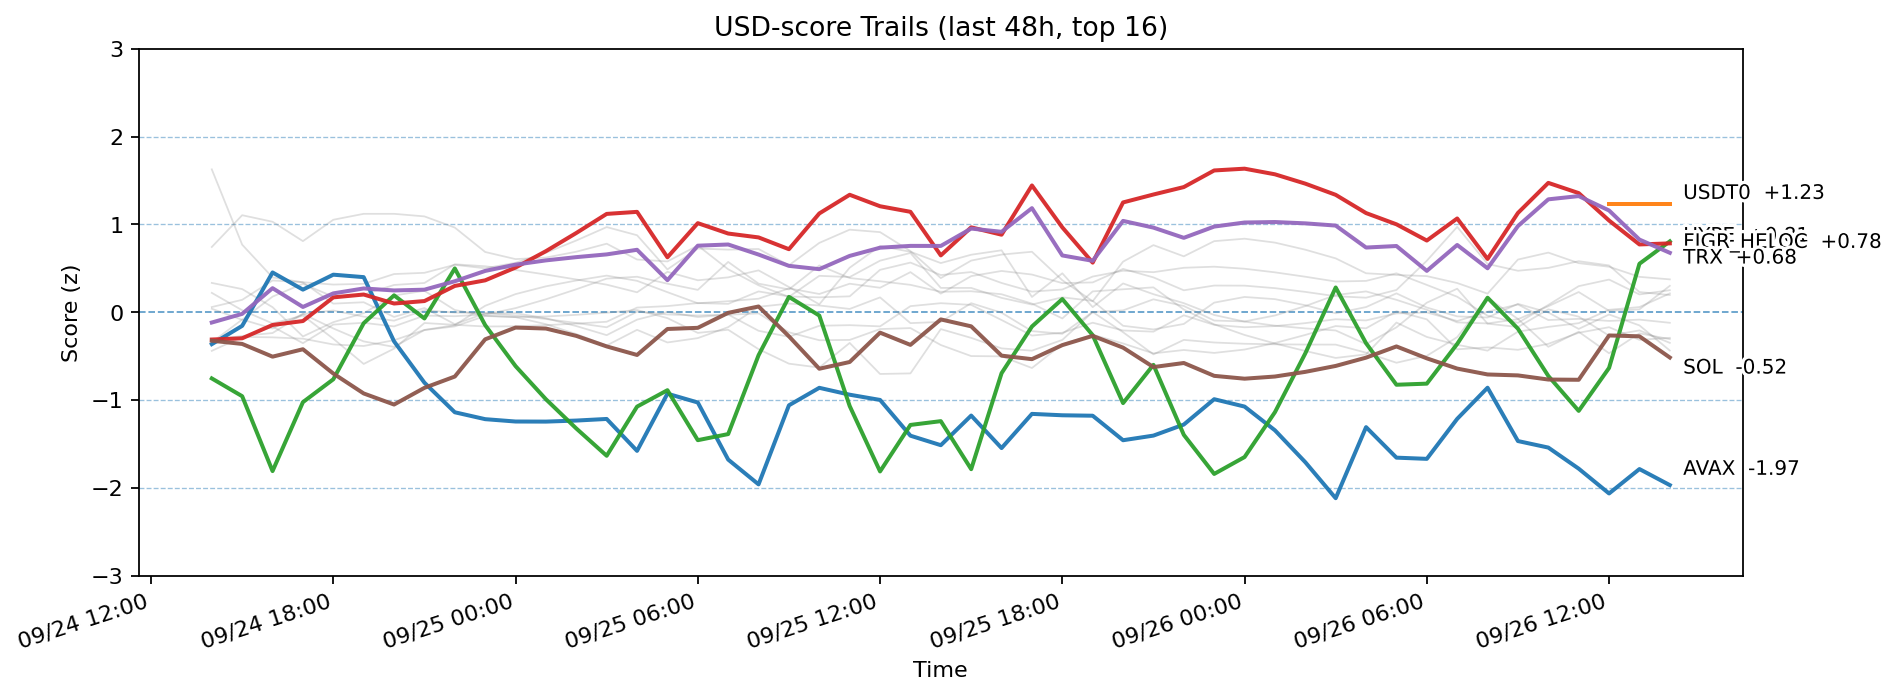 USD-score Trails (last 48h, top 16)
3
2
1
0
−1
−2
−3
Score (z)
USDT0 +1.23
+0.78
TRX +0.68
SOL -0.52
AVAX -1.97
09/24 12:00
09/24 18:00
09/25 00:00
09/25 06:00
09/25 12:00
09/25 18:00
09/26 00:00
09/26 06:00
09/26 12:00
Time